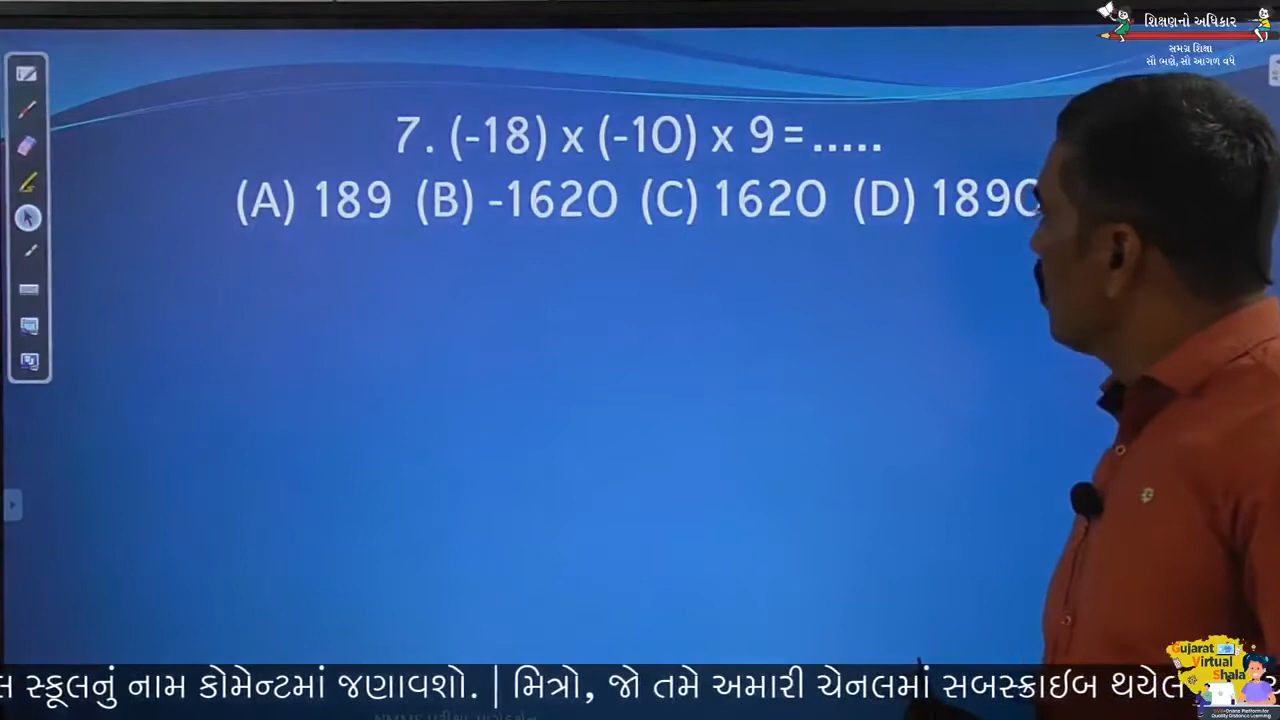 શિક્ષણનો અધિકાર
સમગ્ર શિક્ષા
સૌ ભણે, સૌ આગળ વધે
7. (-18) x (-10) x 9 = .....
(A) 189 (B) -1620 (C) 1620 (D) 1890
સ્કૂલનું નામ કોમેન્ટમાં જણાવશો. | મિત્રો, જો તમે અમારી ચેનલમાં સબસ્ક્રાઈબ થયેલ
Gujarat
Virtual
Shala